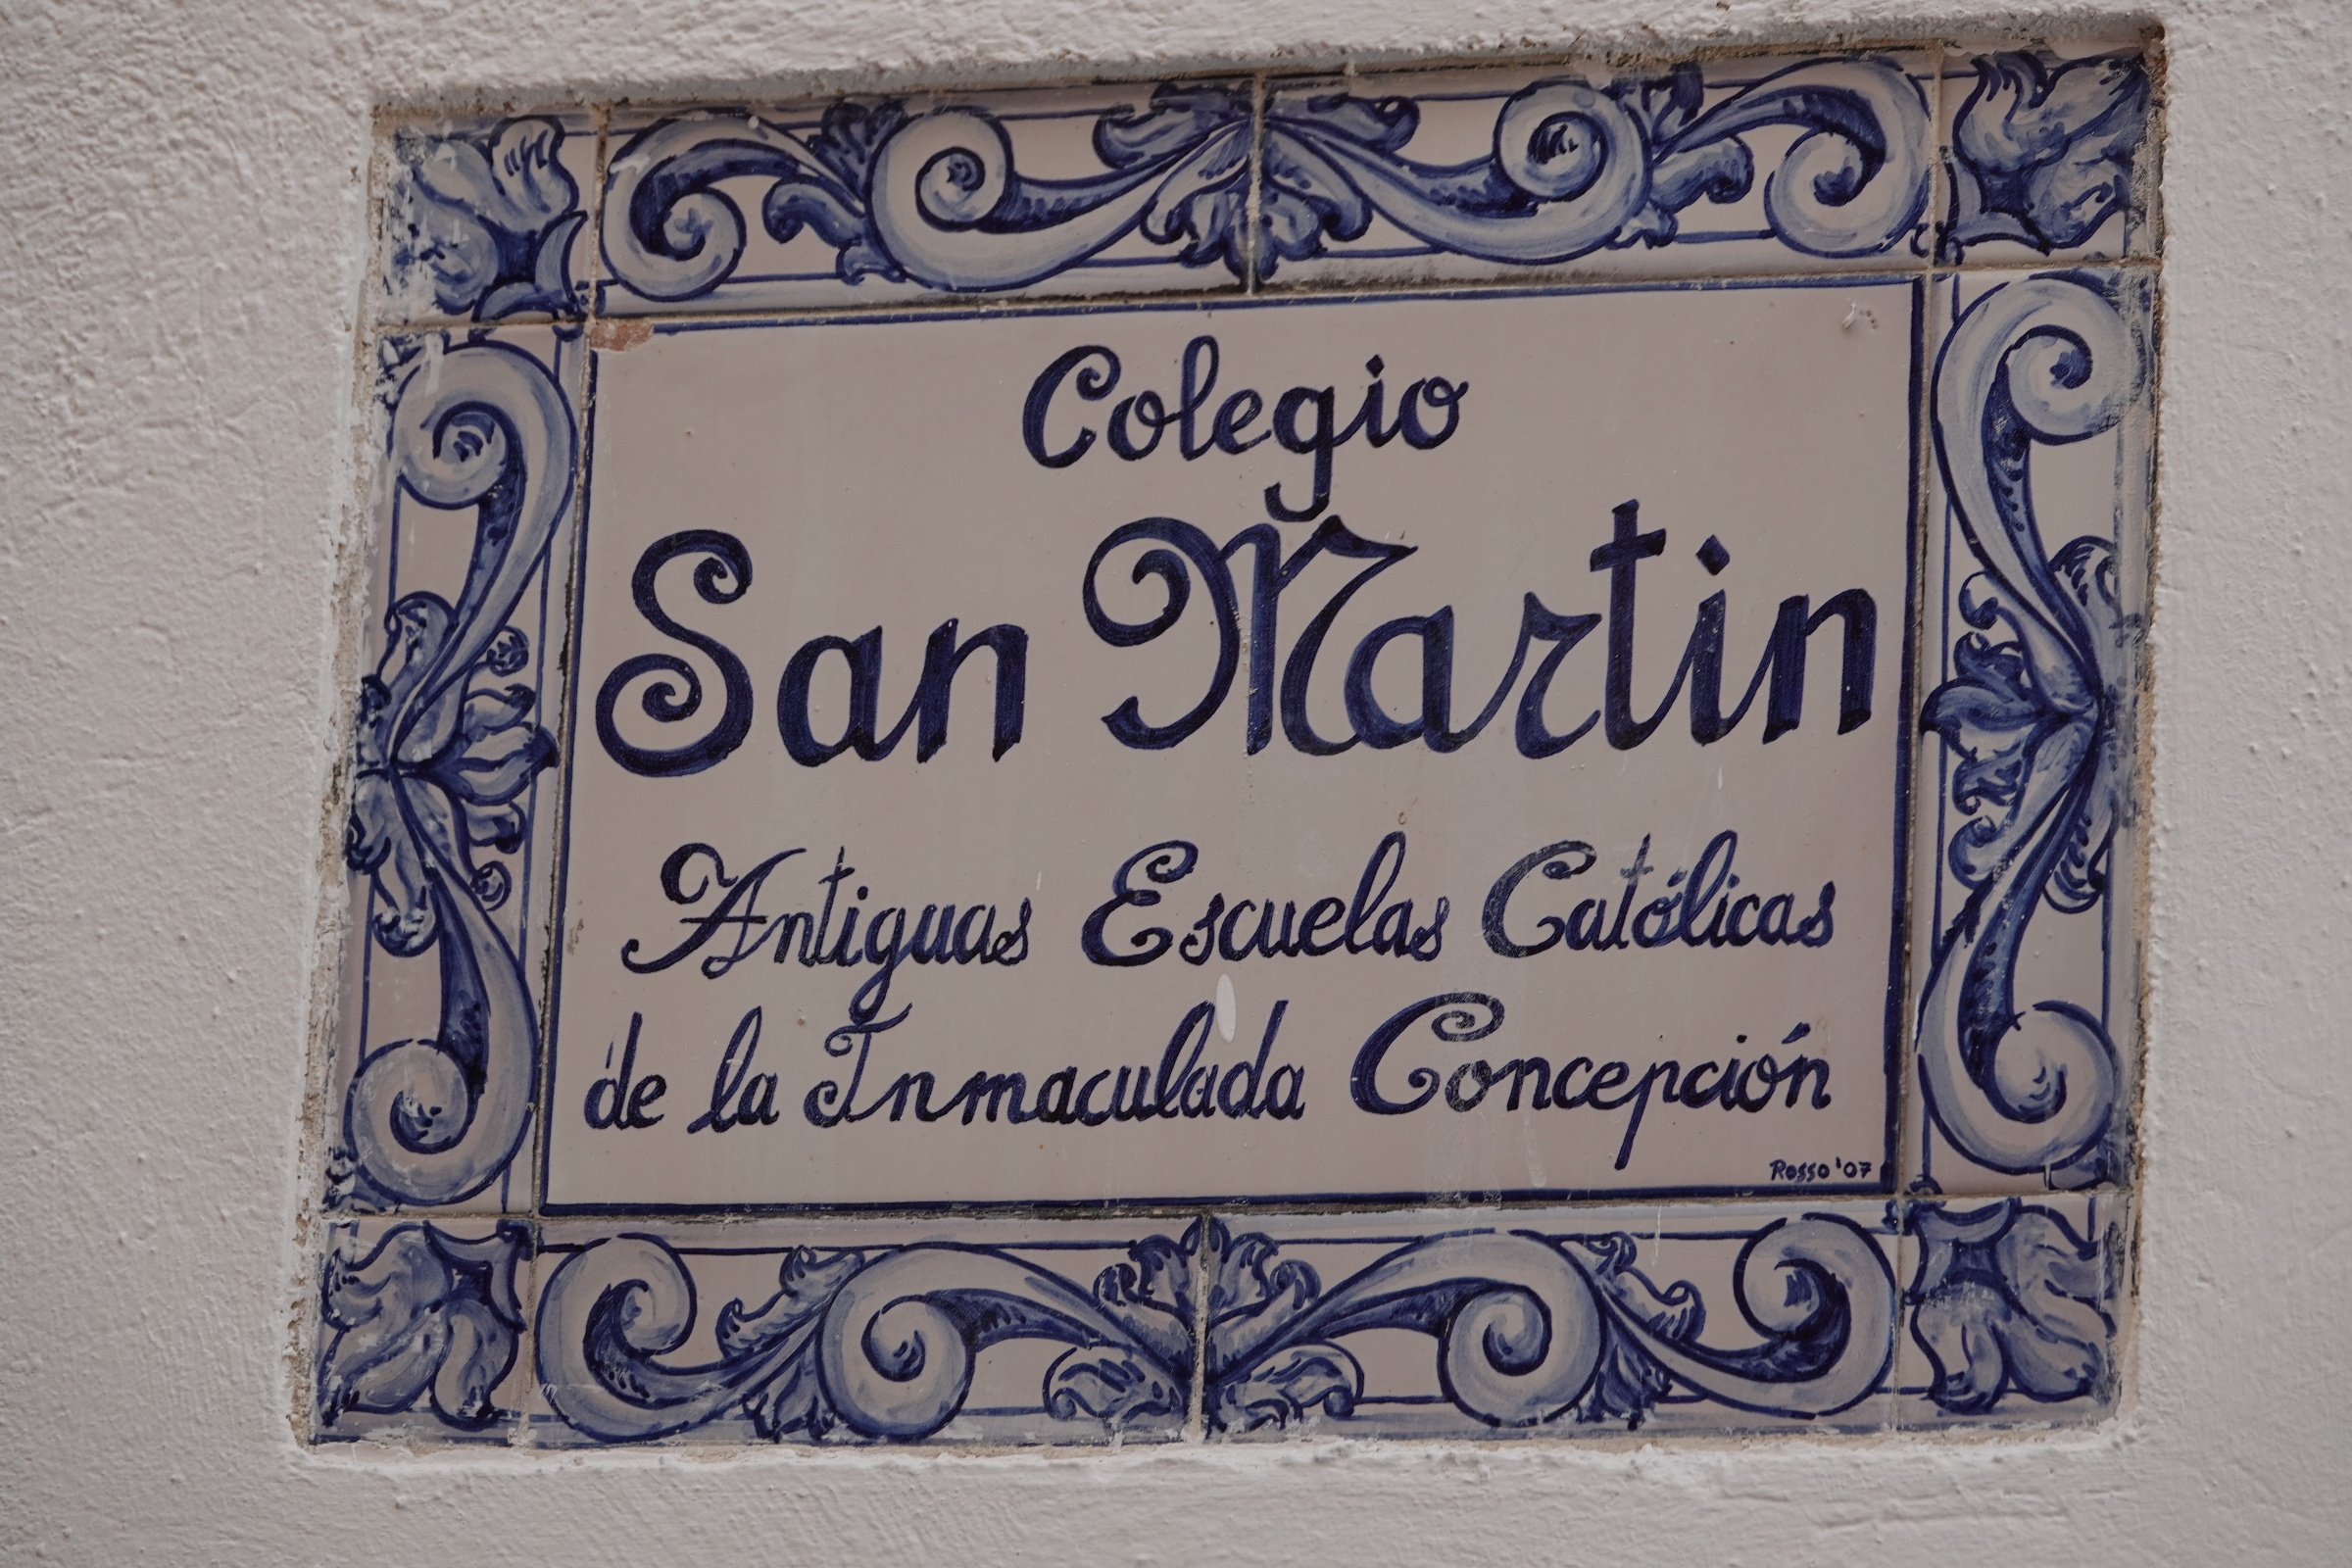 Colegio
San Martin
Antiguas Escuelas Católicas
de la Inmaculada Concepción
Rosso '07